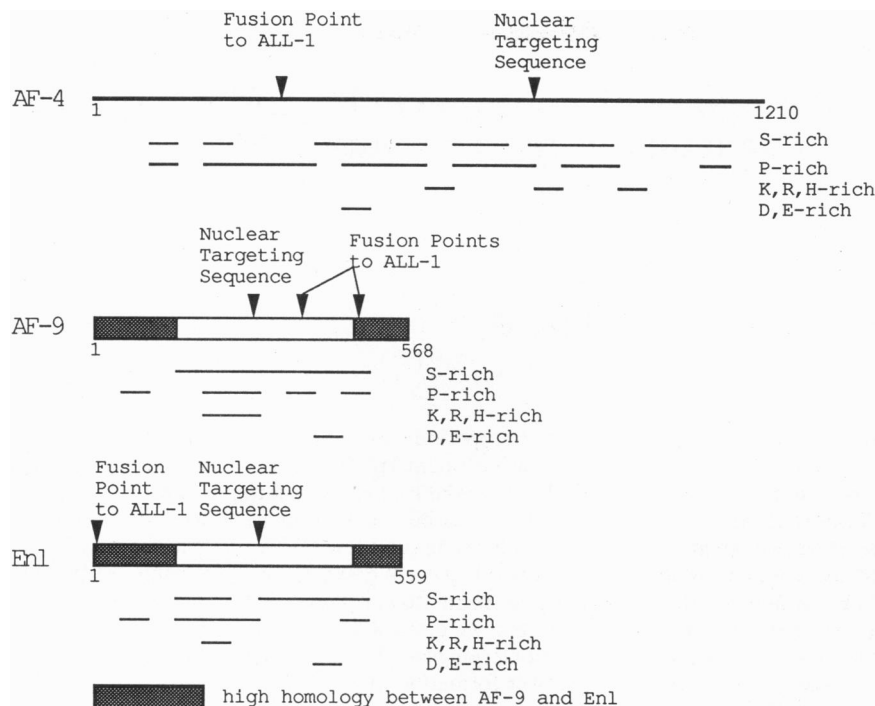 Fusion Point
to ALL-1
Nuclear
Targeting
Sequence
AF-4
1
1210
S-rich
P-rich
K,R,H-rich
D,E-rich
Nuclear
Targeting
Sequence
Fusion Points
to ALL-1
AF-9
1
568
S-rich
P-rich
K,R,H-rich
D,E-rich
Fusion
Point
to ALL-1
Nuclear
Targeting
Sequence
Enl
1
559
S-rich
P-rich
K,R,H-rich
D,E-rich
high homology between AF-9 and Enl